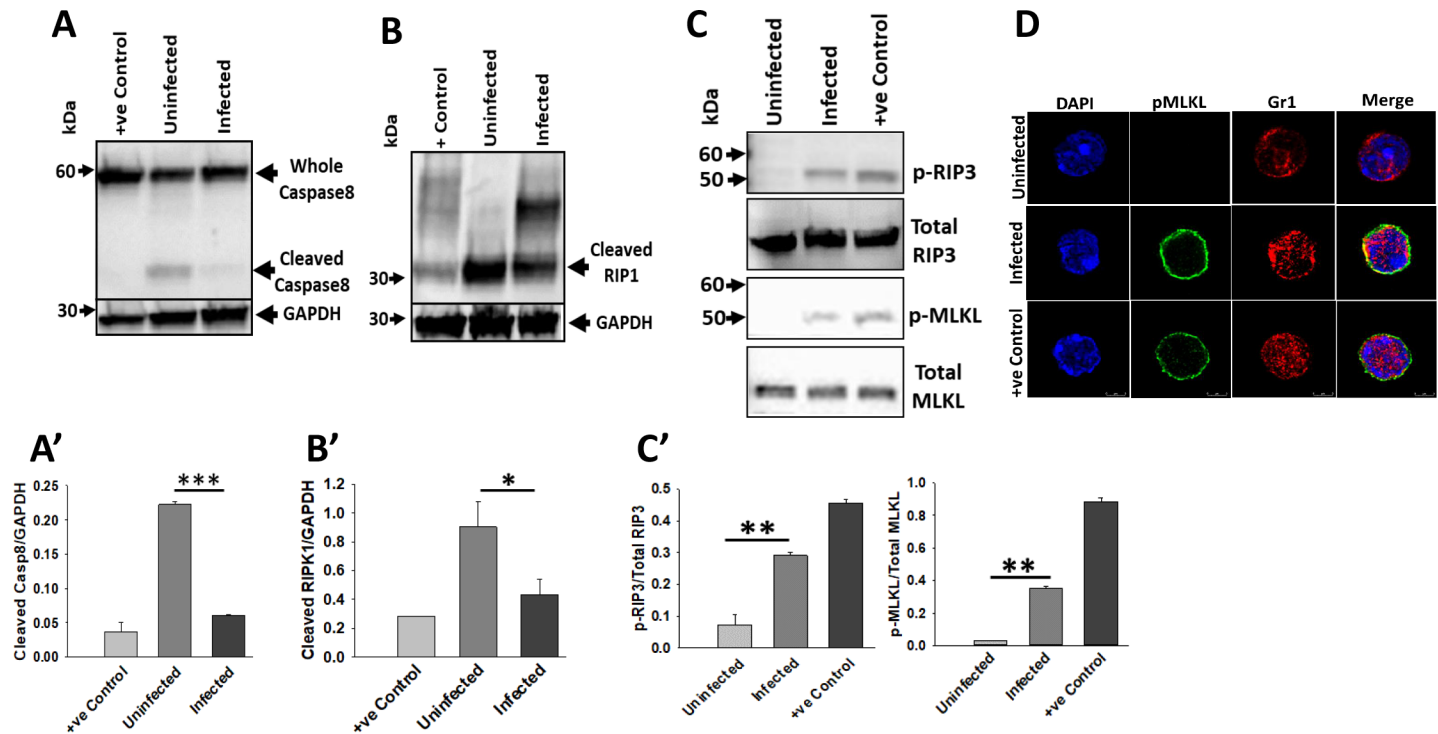 A
+ve Control
Uninfected
Infected
kDa
60
Whole
Caspase8
Cleaved
Caspase8
30
GAPDH
B
+ Control
Uninfected
Infected
kDa
30
Cleaved
RIP1
30
GAPDH
C
Uninfected
Infected
+ve Control
kDa
60
50
p-RIP3
Total
RIP3
60
50
p-MLKL
Total
MLKL
D
DAPI
pMLKL
Gr1
Merge
Uninfected
Infected
+ve Control
A’
Cleaved Casp8/GAPDH
0.25
0.20
0.15
0.10
0.05
0.00
***
+ve Control
Uninfected
Infected
B’
Cleaved RIPK1/GAPDH
1.2
1.0
0.8
0.6
0.4
0.2
0.0
*
+ve Control
Uninfected
Infected
C’
p-RIP3/Total RIP3
0.5
0.4
0.3
0.2
0.1
0.0
**
Uninfected
Infected
+ve Control
p-MLKL/Total MLKL
1.0
0.8
0.6
0.4
0.2
0.0
**
Uninfected
Infected
+ve Control